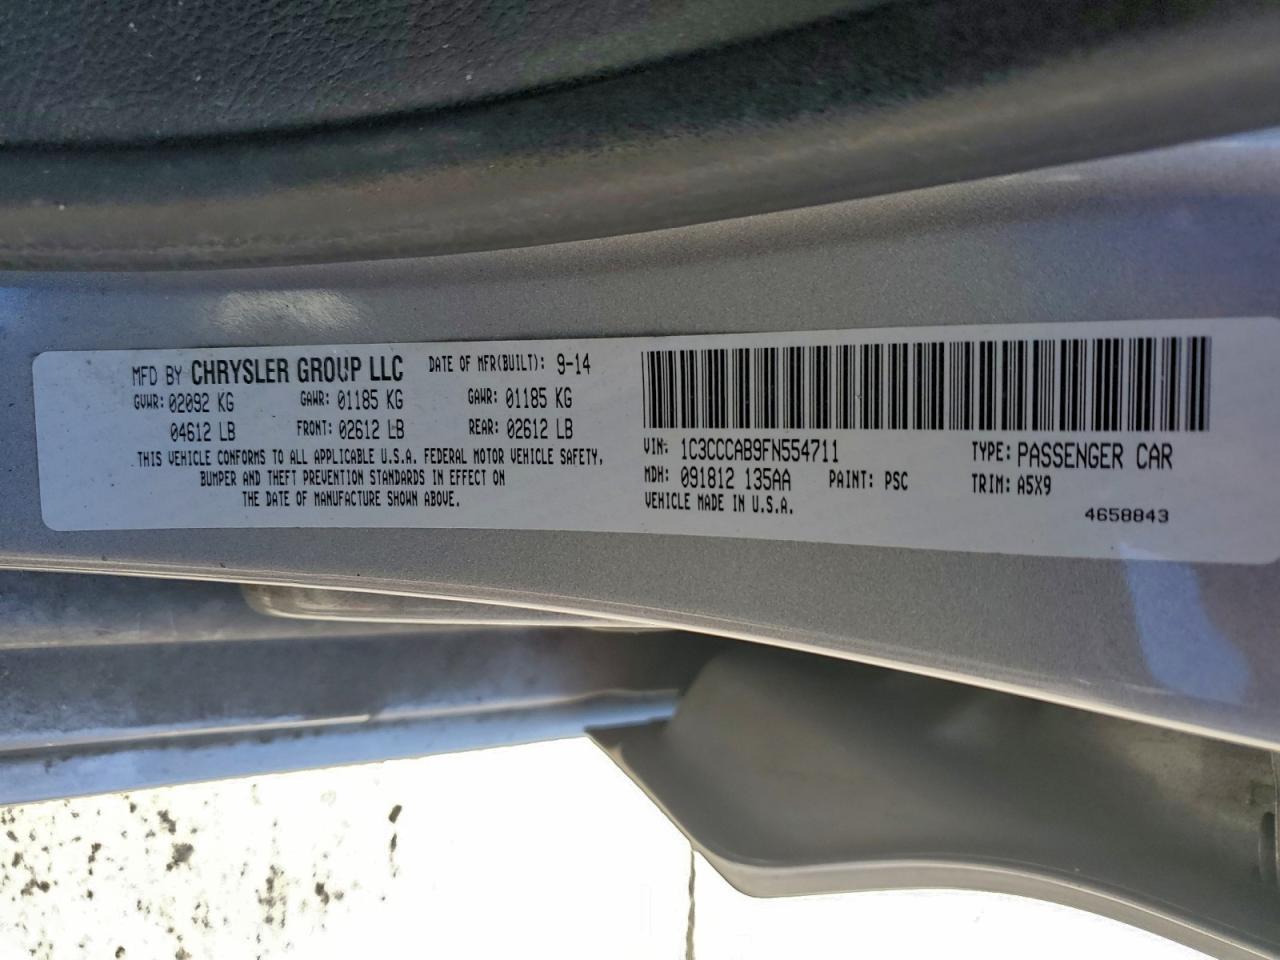 MFD BY CHRYSLER GROUP LLC DATE OF MFR(BUILT): 9-14
GVWR: 02092 KG GAWR: 01185 KG GAWR: 01185 KG
04612 LB FRONT: 02612 LB REAR: 02612 LB
THIS VEHICLE CONFORMS TO ALL APPLICABLE U.S.A. FEDERAL MOTOR VEHICLE SAFETY,
BUMPER AND THEFT PREVENTION STANDARDS IN EFFECT ON
THE DATE OF MANUFACTURE SHOWN ABOVE.
VIN: 1C3CCCAB9FN554711 TYPE: PASSENGER CAR
MDH: 091812 135AA PAINT: PSC TRIM: A5X9
VEHICLE MADE IN U.S.A.
4658843